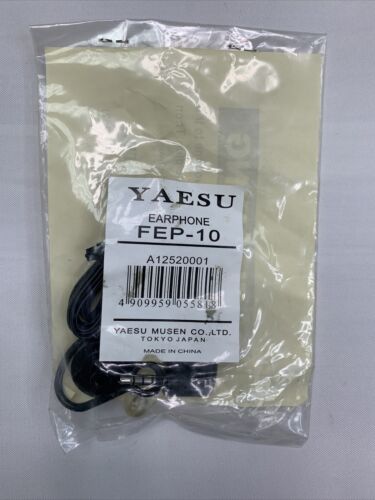 YAESU
EARPHONE
FEP-10
A12520001
4 909959 055818
YAESU MUSEN CO.,LTD.
TOKYO JAPAN
MADE IN CHINA